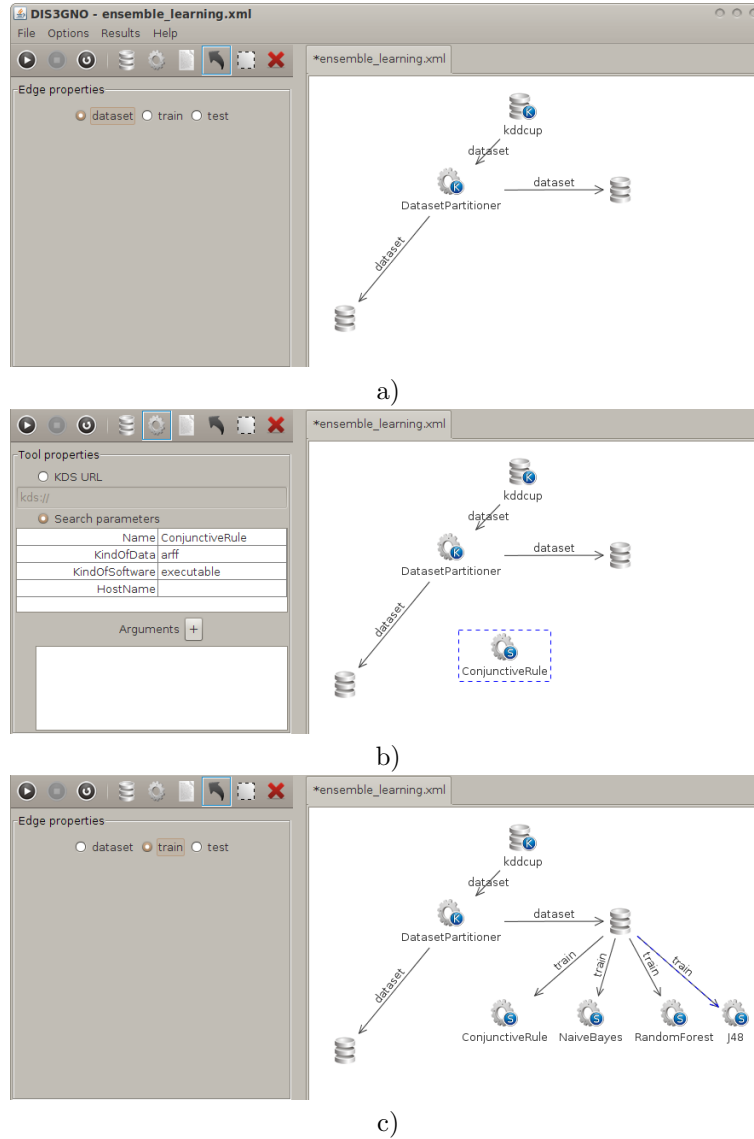 DIS3GNO - ensemble_learning.xml
File Options Results Help
*ensemble_learning.xml
Edge properties
dataset train test
kddcup
dataset
DatasetPartitioner
dataset
dataset
a)
*ensemble_learning.xml
Tool properties
KDS URL
kds://
Search parameters
Name ConjunctiveRule
KindOfData arff
KindOfSoftware executable
HostName
Arguments +
kddcup
dataset
DatasetPartitioner
dataset
dataset
ConjunctiveRule
b)
*ensemble_learning.xml
Edge properties
dataset train test
kddcup
dataset
DatasetPartitioner
dataset
dataset
train train train train
ConjunctiveRule NaiveBayes RandomForest J48
c)